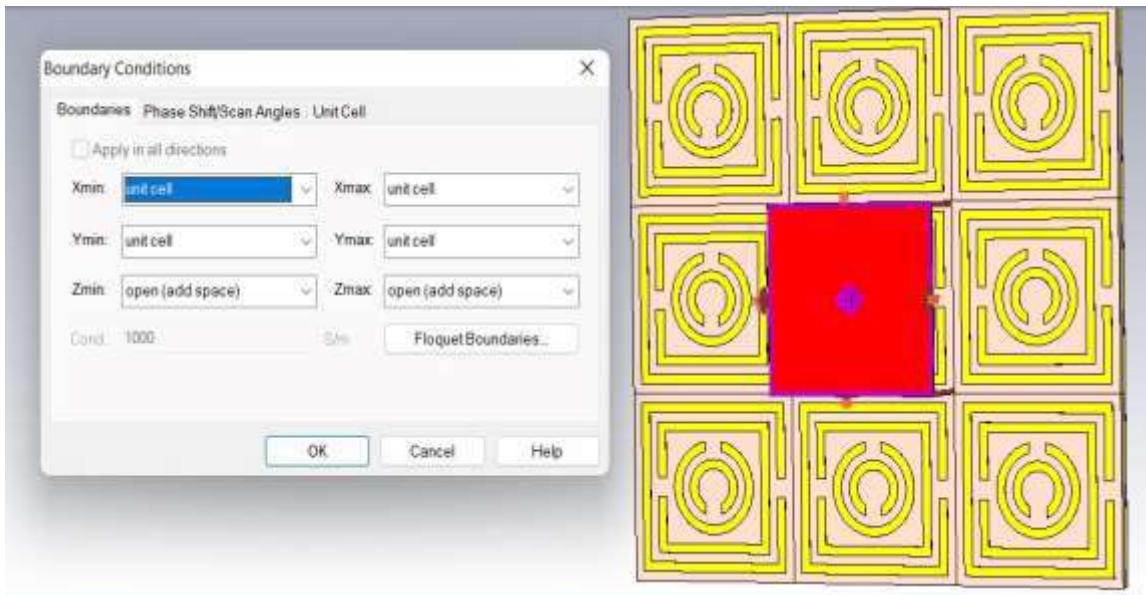 Boundary Conditions
Boundaries Phase Shift/Scan Angles Unit Cell
Apply in all directions
Xmin: unit cell Xmax: unit cell
Ymin: unit cell Ymax: unit cell
Zmin: open (add space) Zmax: open (add space)
Cond. 1000 S/m Floquet Boundaries...
OK Cancel Help